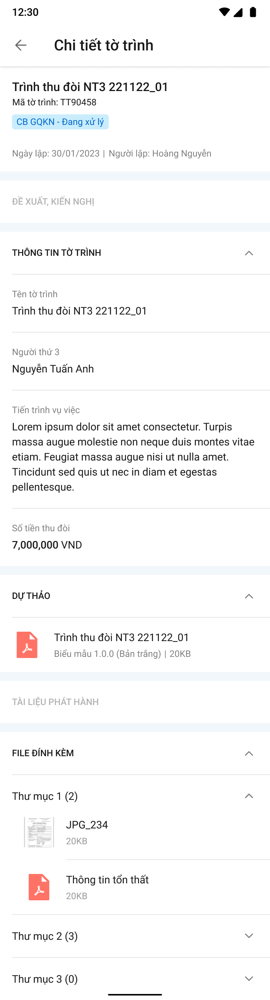 12:30
Chi tiết tờ trình
Trình thu đòi NT3 221122_01
Mã tờ trình: TT90458
CB GQKN - Đang xử lý
Ngày lập: 30/01/2023 | Người lập: Hoàng Nguyễn
ĐỀ XUẤT, KIẾN NGHỊ
THÔNG TIN TỜ TRÌNH
Tên tờ trình
Trình thu đòi NT3 221122_01
Người thứ 3
Nguyễn Tuấn Anh
Tiến trình vụ việc
Lorem ipsum dolor sit amet consectetur. Turpis
massa augue molestie non neque duis montes vitae
etiam. Feugiat massa augue nisi ut nulla amet.
Tincidunt sed quis ut nec in diam et egestas
pellentesque.
Số tiền thu đòi
7,000,000 VND
DỰ THẢO
Trình thu đòi NT3 221122_01
Biểu mẫu 1.0.0 (Bản trắng) | 20KB
TÀI LIỆU PHÁT HÀNH
FILE ĐÍNH KÈM
Thư mục 1 (2)
JPG_234
20KB
Thông tin tổn thất
20KB
Thư mục 2 (3)
Thư mục 3 (0)